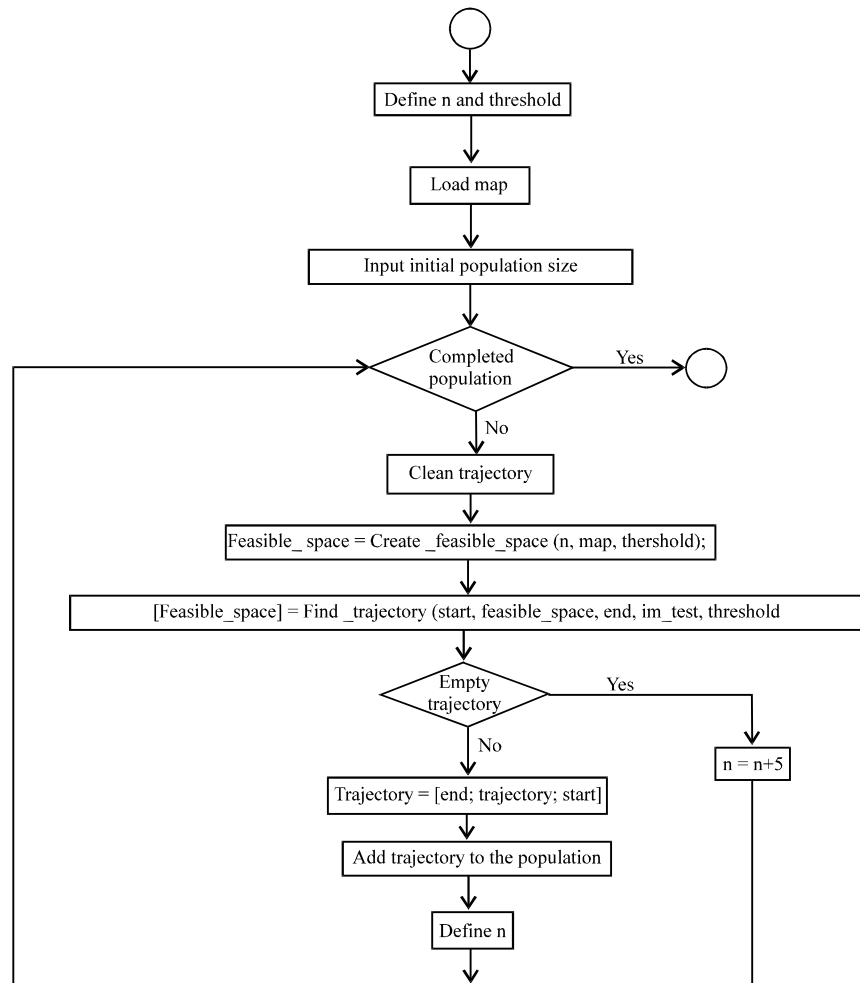 Define n and threshold
Load map
Input initial population size
Completed
population
Yes
No
Clean trajectory
Feasible_ space = Create _feasible_space (n, map, thershold);
[Feasible_space] = Find _trajectory (start, feasible_space, end, im_test, threshold
Empty
trajectory
Yes
No
n = n+5
Trajectory = [end; trajectory; start]
Add trajectory to the population
Define n